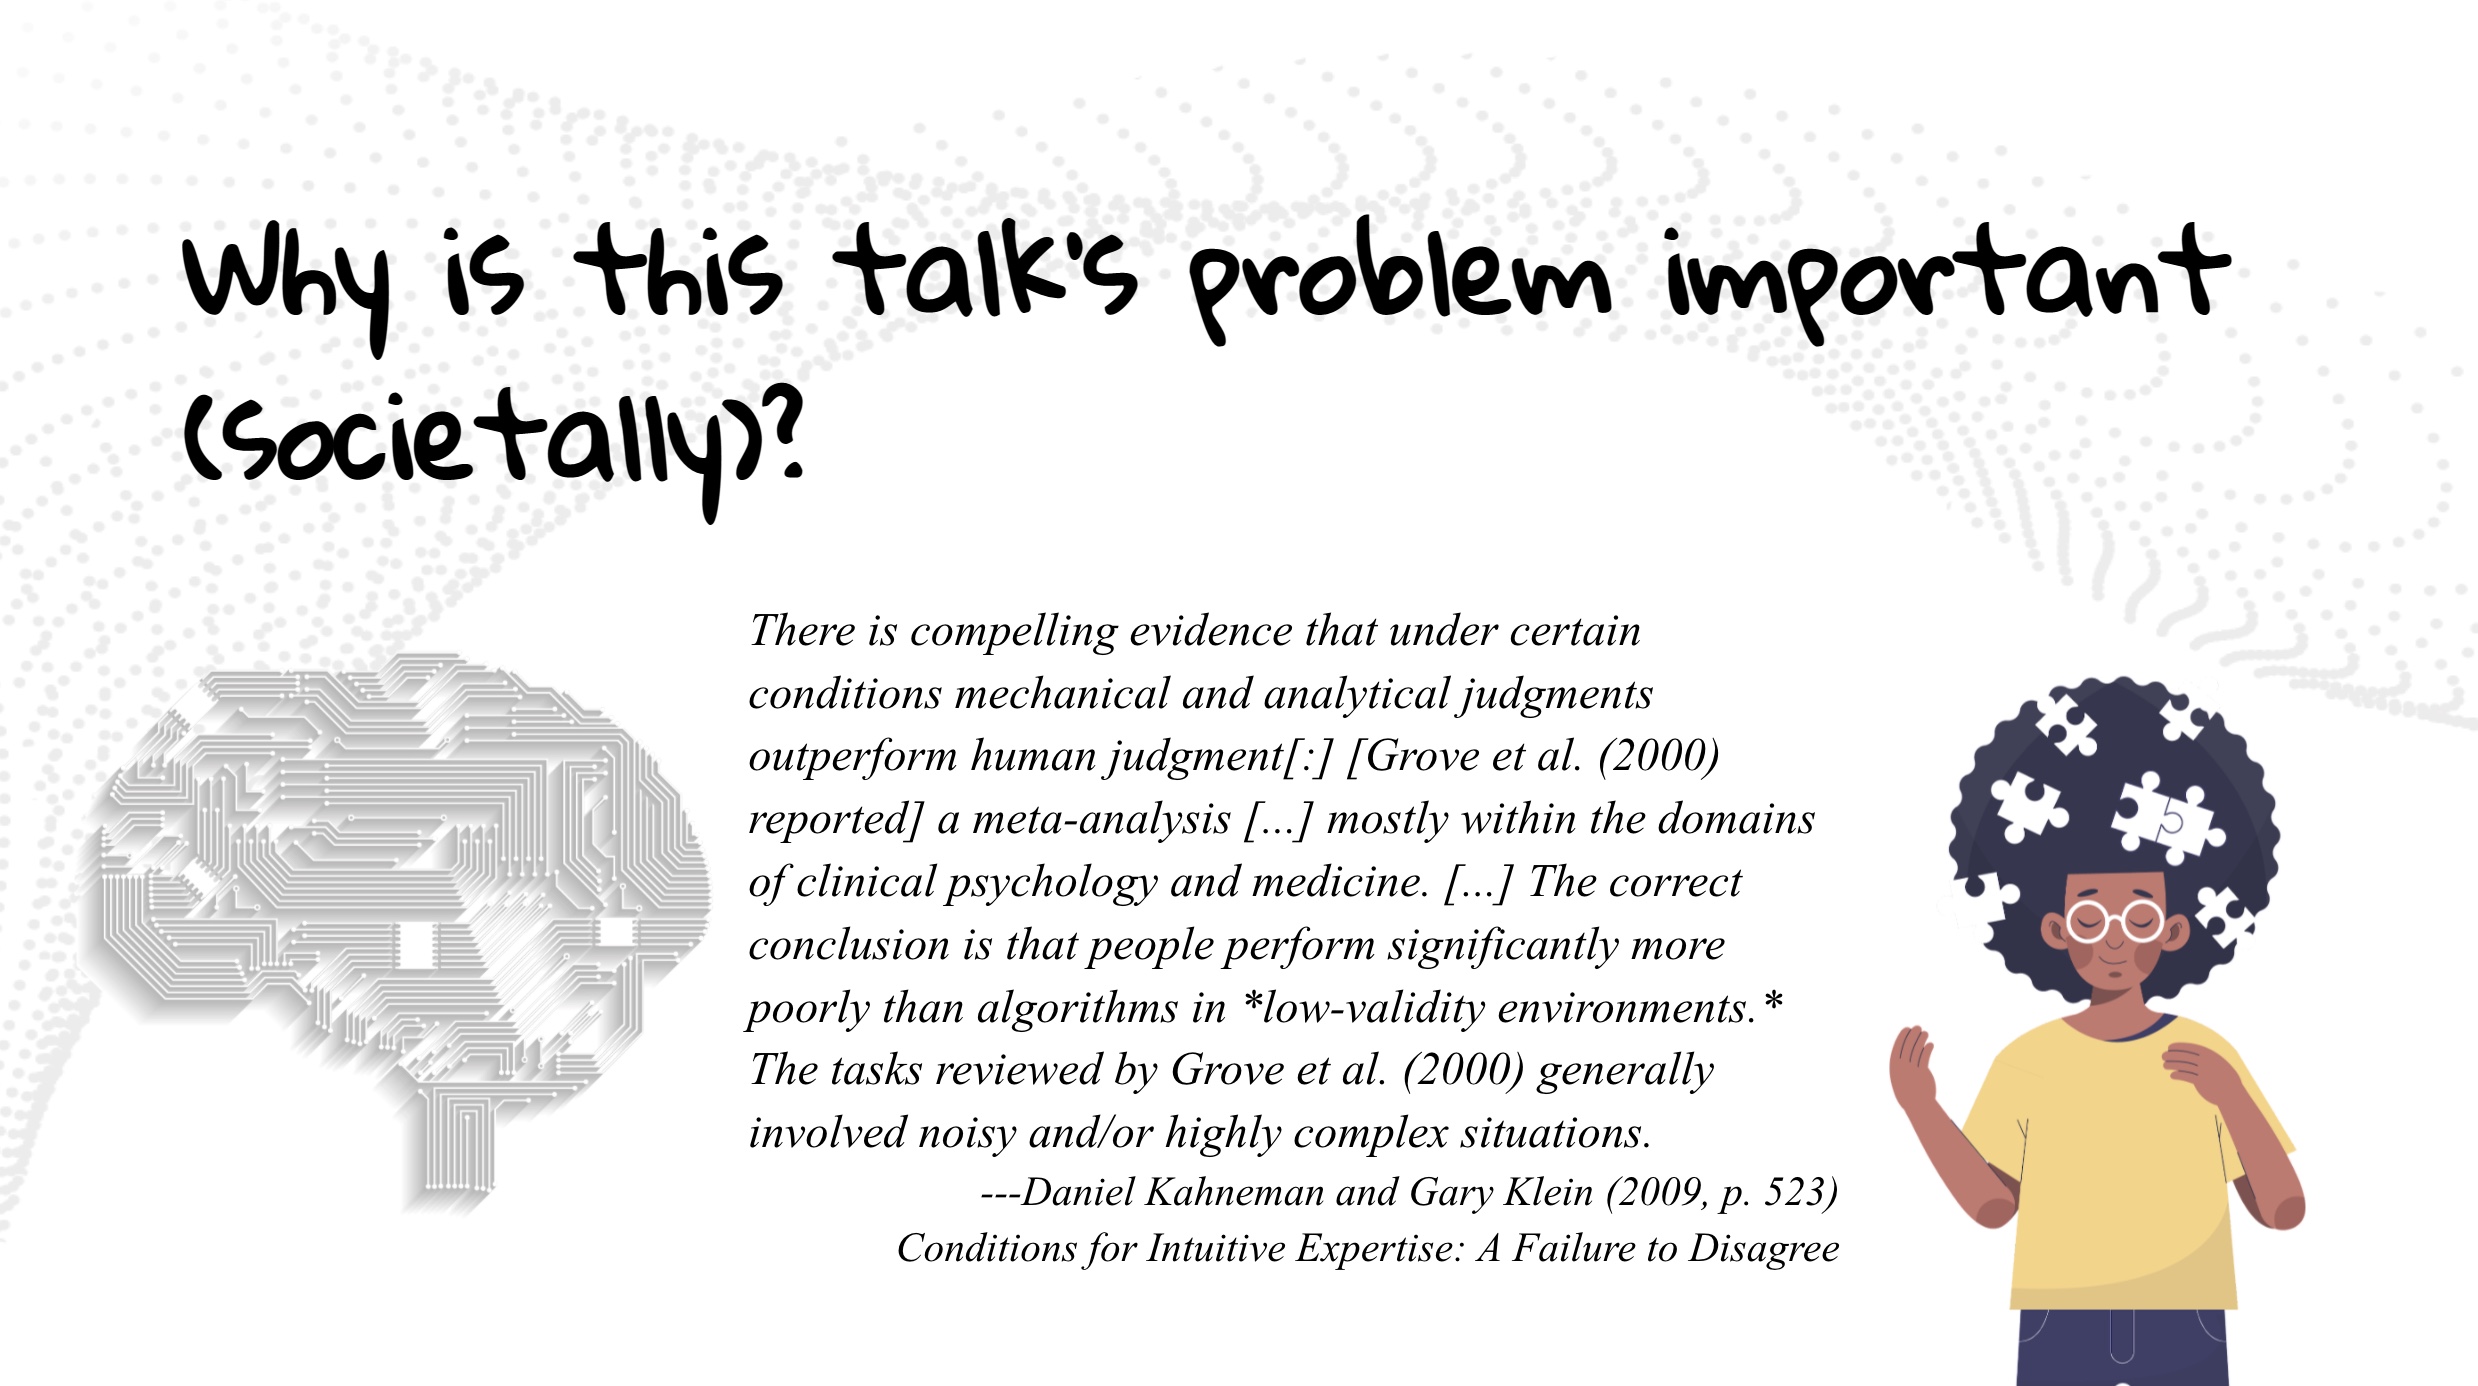 Why is this talk's problem important
(societally)?
There is compelling evidence that under certain
conditions mechanical and analytical judgments
outperform human judgment[:] [Grove et al. (2000)
reported] a meta-analysis [...] mostly within the domains
of clinical psychology and medicine. [...] The correct
conclusion is that people perform significantly more
poorly than algorithms in *low-validity environments.*
The tasks reviewed by Grove et al. (2000) generally
involved noisy and/or highly complex situations.
---Daniel Kahneman and Gary Klein (2009, p. 523)
Conditions for Intuitive Expertise: A Failure to Disagree